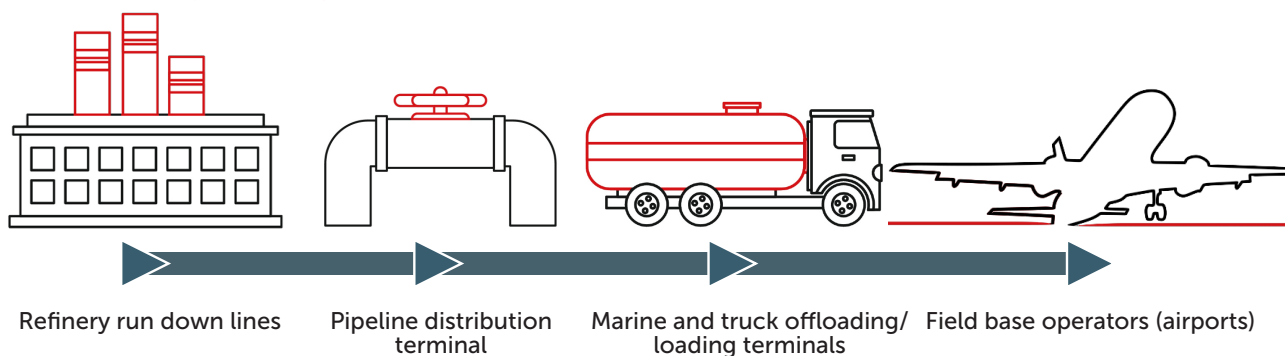 Refinery run down lines
Pipeline distribution
terminal
Marine and truck offloading/
loading terminals
Field base operators (airports)